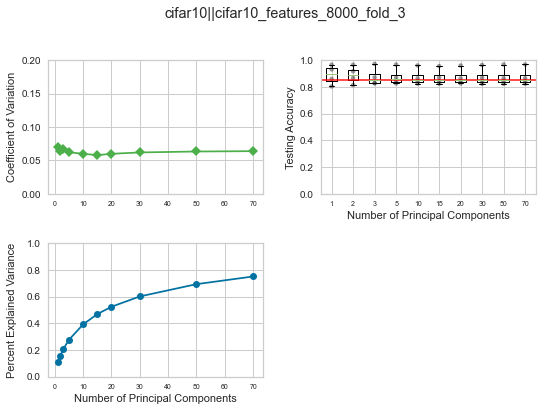 cifar10||cifar10_features_8000_fold_3
Coefficient of Variation
0.20
0.15
0.10
0.05
0.00
0 10 20 30 40 50 60 70
Testing Accuracy
1.0
0.8
0.6
0.4
0.2
0.0
1 2 3 5 10 15 20 30 50 70
Number of Principal Components
Percent Explained Variance
1.0
0.8
0.6
0.4
0.2
0.0
0 10 20 30 40 50 60 70
Number of Principal Components